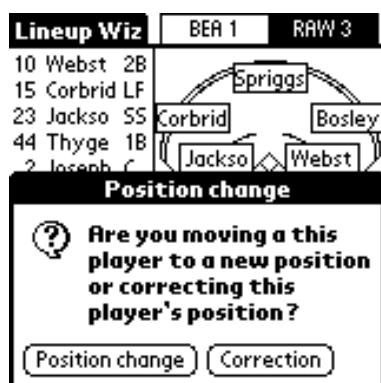 Lineup Wiz BEA 1 RAW 3
10 Webst 2B
15 Corbrid LF
23 Jackso SS
44 Thyge 1B
2 Joseph C
Spriggs
Corbrid Bosley
Jackso Webst
Position change
Are you moving a this
player to a new position
or correcting this
player's position?
Position change Correction